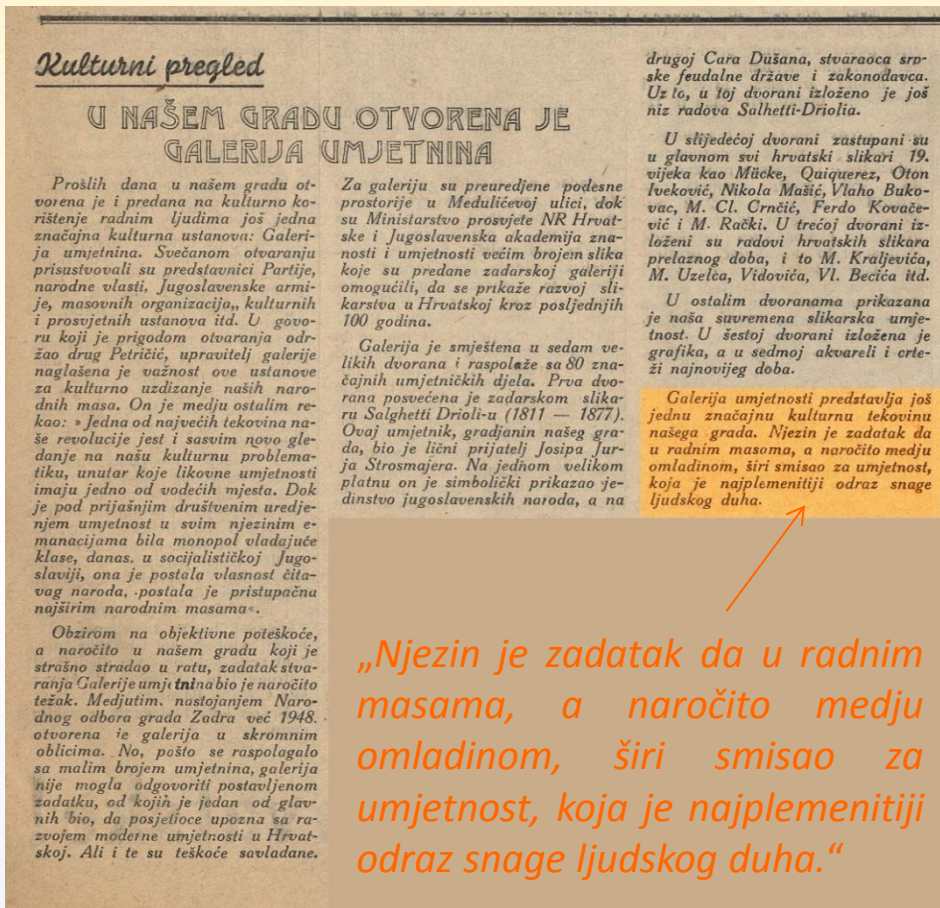 Kulturni pregled
U NAŠEM GRADU OTVORENA JE
GALERIJA UMJETNINA
Prošlih dana u našem gradu ot-
vorena je i predana na kulturno ko-
rištenje radnim ljudima još jedna
značajna kulturna ustanova: Galeri-
ja umjetnina. Svečanom otvaranju
prisustvovali su predstavnici Partije,
narodne vlasti, Jugoslavenske armi-
je, masovnih organizacija,, kulturnih
i prosvjetnih ustanova itd. U govo-
ru koji je prigodom otvaranja odr-
žao drug Petričić, upravitelj galerije
naglašena je važnost ove ustanove
za kulturno uzdizanje naših naro-
dnih masa. On je medju ostalim re-
kao: »Jedna od najvećih tekovina na-
še revolucije jest i sasvim novo gle-
danje na našu kulturnu problema-
tiku, unutar koje likovne umjetnosti
imaju jedno od vodećih mjesta. Dok
je pod prijašnjim društvenim uredje-
njem umjetnost u svim njezinim e-
manacijama bila monopol vladajuće
klase, danas, u socijalističkoj Jugo-
slaviji, ona je postala vlasnost čita-
vag naroda, postala je pristupačna
najširim narodnim masama«.
Obzirom na objektivne poteškoće,
a naročito u našem gradu koji je
strašno stradao u ratu, zadatak stva-
ranja Galerije umjetnina bio je naročito
težak. Medjutim, nastojanjem Naro-
dnog odbora grada Zadra već 1948.
otvorena je galerija u skromnim
oblicima. No, pošto se raspolagalo
sa malim brojem umjetnina, galerija
nije mogla odgovoriti postavljenom
zadatku, od kojih je jedan od glav-
nih bio, da posjetioce upozna sa ra-
zvojem moderne umjetnosti u Hrvat-
skoj. Ali i te su teškoće savladane.
Za galeriju su preuredjene podesne
prostorije u Medulićevoj ulici, dok
su Ministarstvo prosvjete NR Hrvat-
ske i Jugoslavenska akademija zna-
nosti i umjetnosti većim brojem slika
koje su predane zadarskoj galeriji
omogućili, da se prikaže razvoj sli-
karstva u Hrvatskoj kroz posljednjih
100 godina.
Galerija je smještena u sedam ve-
likih dvorana i raspolaže sa 80 zna-
čajnih umjetničkih djela. Prva dvo-
rana posvećena je zadarskom slika-
ru Salghetti Drioli-u (1811 — 1877).
Ovaj umjetnik, gradjanin našeg gra-
da, bio je lični prijatelj Josipa Jur-
ja Strosmajera. Na jednom velikom
platnu on je simbolički prikazao je-
dinstvo jugoslavenskih naroda, a na
drugoj Cara Dušana, stvaraoca srp-
ske feudalne države i zakonodavca.
Uz to, u toj dvorani izloženo je još
niz radova Salhetti-Driolia.
U slijedećoj dvorani zastupani su
u glavnom svi hrvatski slikari 19.
vijeka kao Mücke, Quiquerez, Oton
Iveković, Nikola Mašić, Vlaho Buko-
vac, M. Cl. Crnčić, Ferdo Kovače-
vić i M. Rački. U trećoj dvorani iz-
loženi su radovi hrvatskih slikara
prelaznog doba, i to M. Kraljevića,
M. Uzelca, Vidovića, Vl. Becića itd.
U ostalim dvoranama prikazana
je naša suvremena slikarska umje-
tnost. U šestoj dvorani izložena je
grafika, a u sedmoj akvareli i crte-
ži najnovijeg doba.
Galerija umjetnosti predstavlja još
jednu značajnu kulturnu tekovinu
našega grada. Njezin je zadatak da
u radnim masama, a naročito medju
omladinom, širi smisao za umjetnost,
koja je najplemenitiji odraz snage
ljudskog duha.
„Njezin je zadatak da u radnim
masama, a naročito medju
omladinom, širi smisao za
umjetnost, koja je najplemenitiji
odraz snage ljudskog duha.“